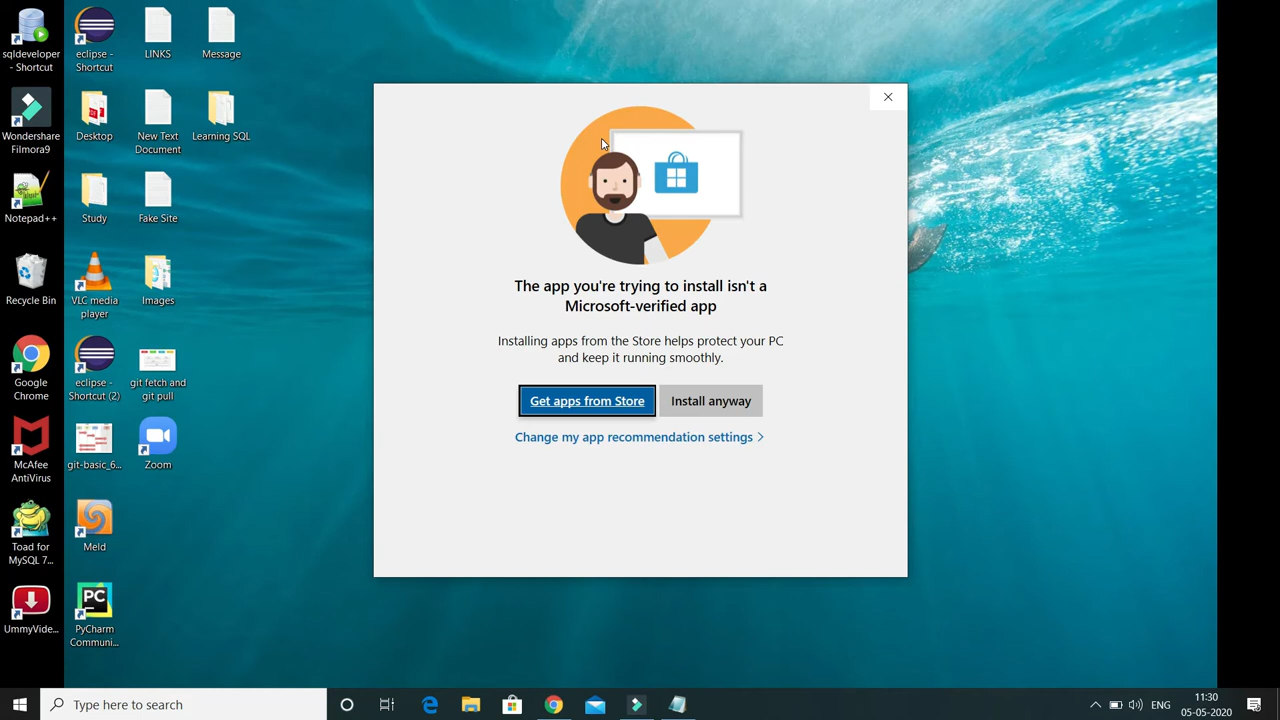 sqldeveloper
- Shortcut
eclipse -
Shortcut
LINKS
Message
Wondershare
Filmora9
Desktop
New Text
Document
Learning SQL
Notepad++
Study
Fake Site
Recycle Bin
VLC media
player
Images
Google
Chrome
eclipse -
Shortcut (2)
git fetch and
git pull
McAfee
AntiVirus
git-basic_6...
Zoom
Toad for
MySQL 7...
Meld
UmmyVide...
PC
PyCharm
Communi...
The app you're trying to install isn't a
Microsoft-verified app
Installing apps from the Store helps protect your PC
and keep it running smoothly.
Get apps from Store
Install anyway
Change my app recommendation settings
Type here to search
ENG
11:30
05-05-2020